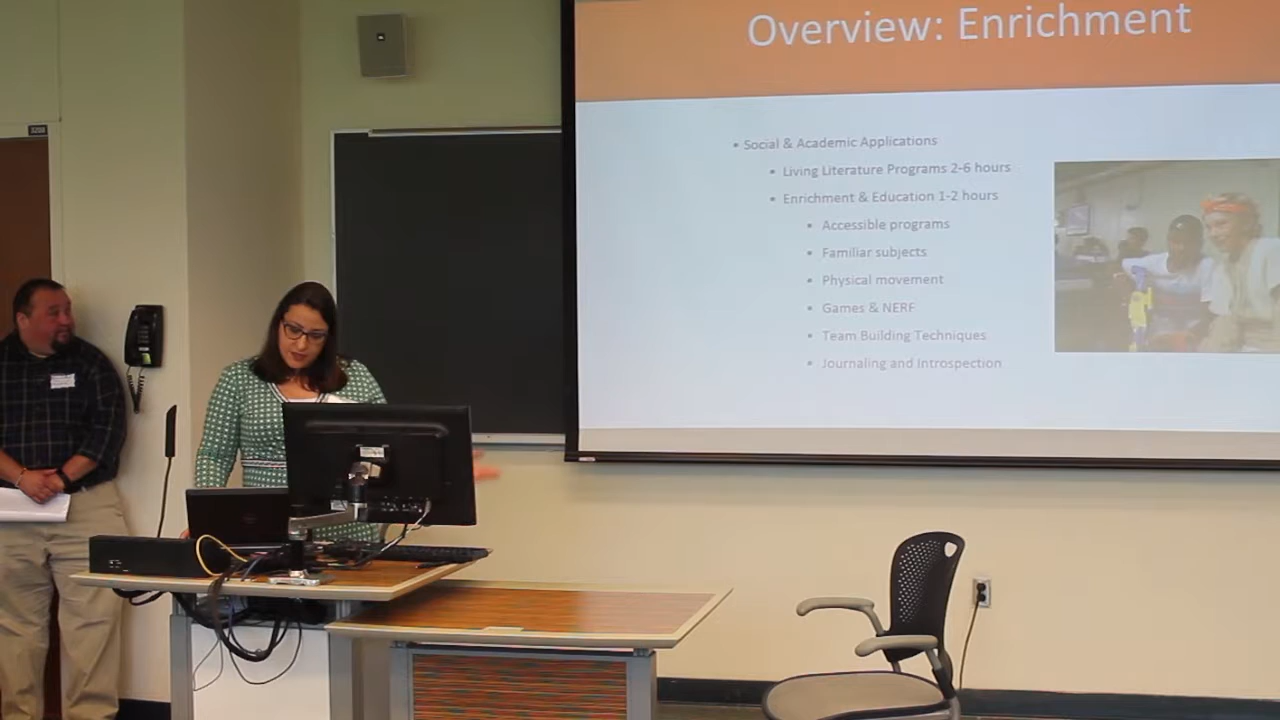 Overview: Enrichment
3208
• Social & Academic Applications
• Living Literature Programs 2-6 hours
• Enrichment & Education 1-2 hours
• Accessible programs
• Familiar subjects
• Physical movement
• Games & NERF
• Team Building Techniques
• Journaling and Introspection